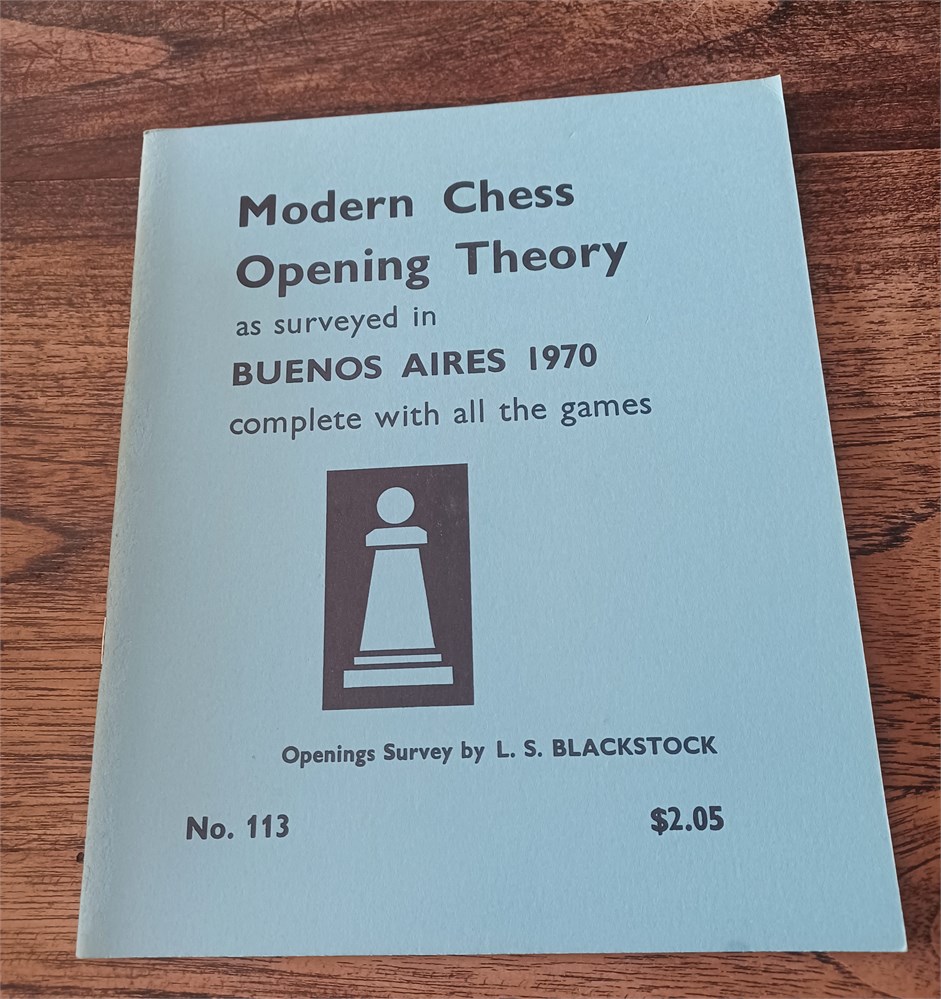 Modern Chess
Opening Theory
as surveyed in
BUENOS AIRES 1970
complete with all the games
Openings Survey by L. S. BLACKSTOCK
No. 113 $2.05